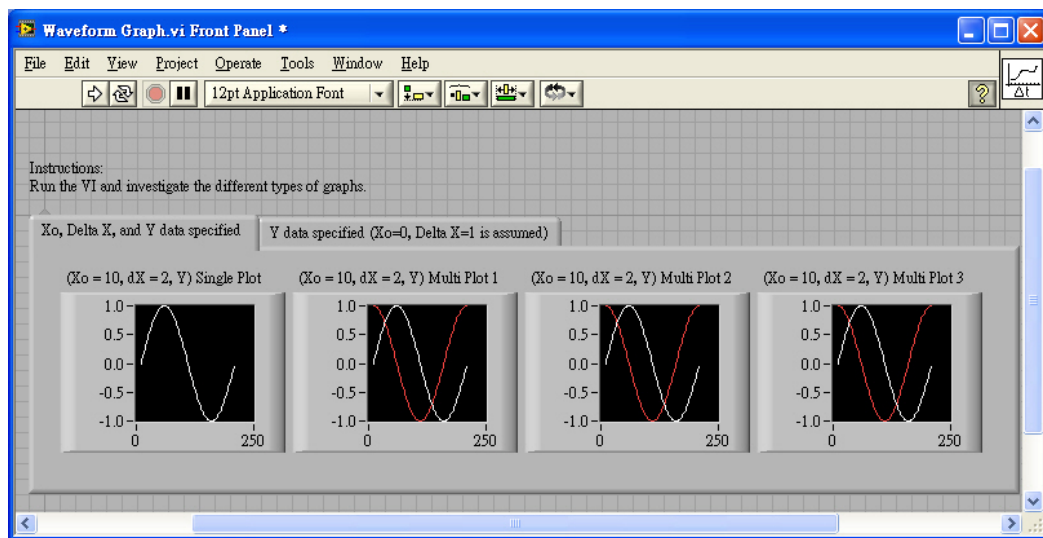 Waveform Graph.vi Front Panel *
File Edit View Project Operate Tools Window Help
12pt Application Font
?
Δt
Instructions:
Run the VI and investigate the different types of graphs.
Xo, Delta X, and Y data specified
Y data specified (Xo=0, Delta X=1 is assumed)
(Xo = 10, dX = 2, Y) Single Plot
1.0
0.5
0.0
-0.5
-1.0
0 250
(Xo = 10, dX = 2, Y) Multi Plot 1
1.0
0.5
0.0
-0.5
-1.0
0 250
(Xo = 10, dX = 2, Y) Multi Plot 2
1.0
0.5
0.0
-0.5
-1.0
0 250
(Xo = 10, dX = 2, Y) Multi Plot 3
1.0
0.5
0.0
-0.5
-1.0
0 250